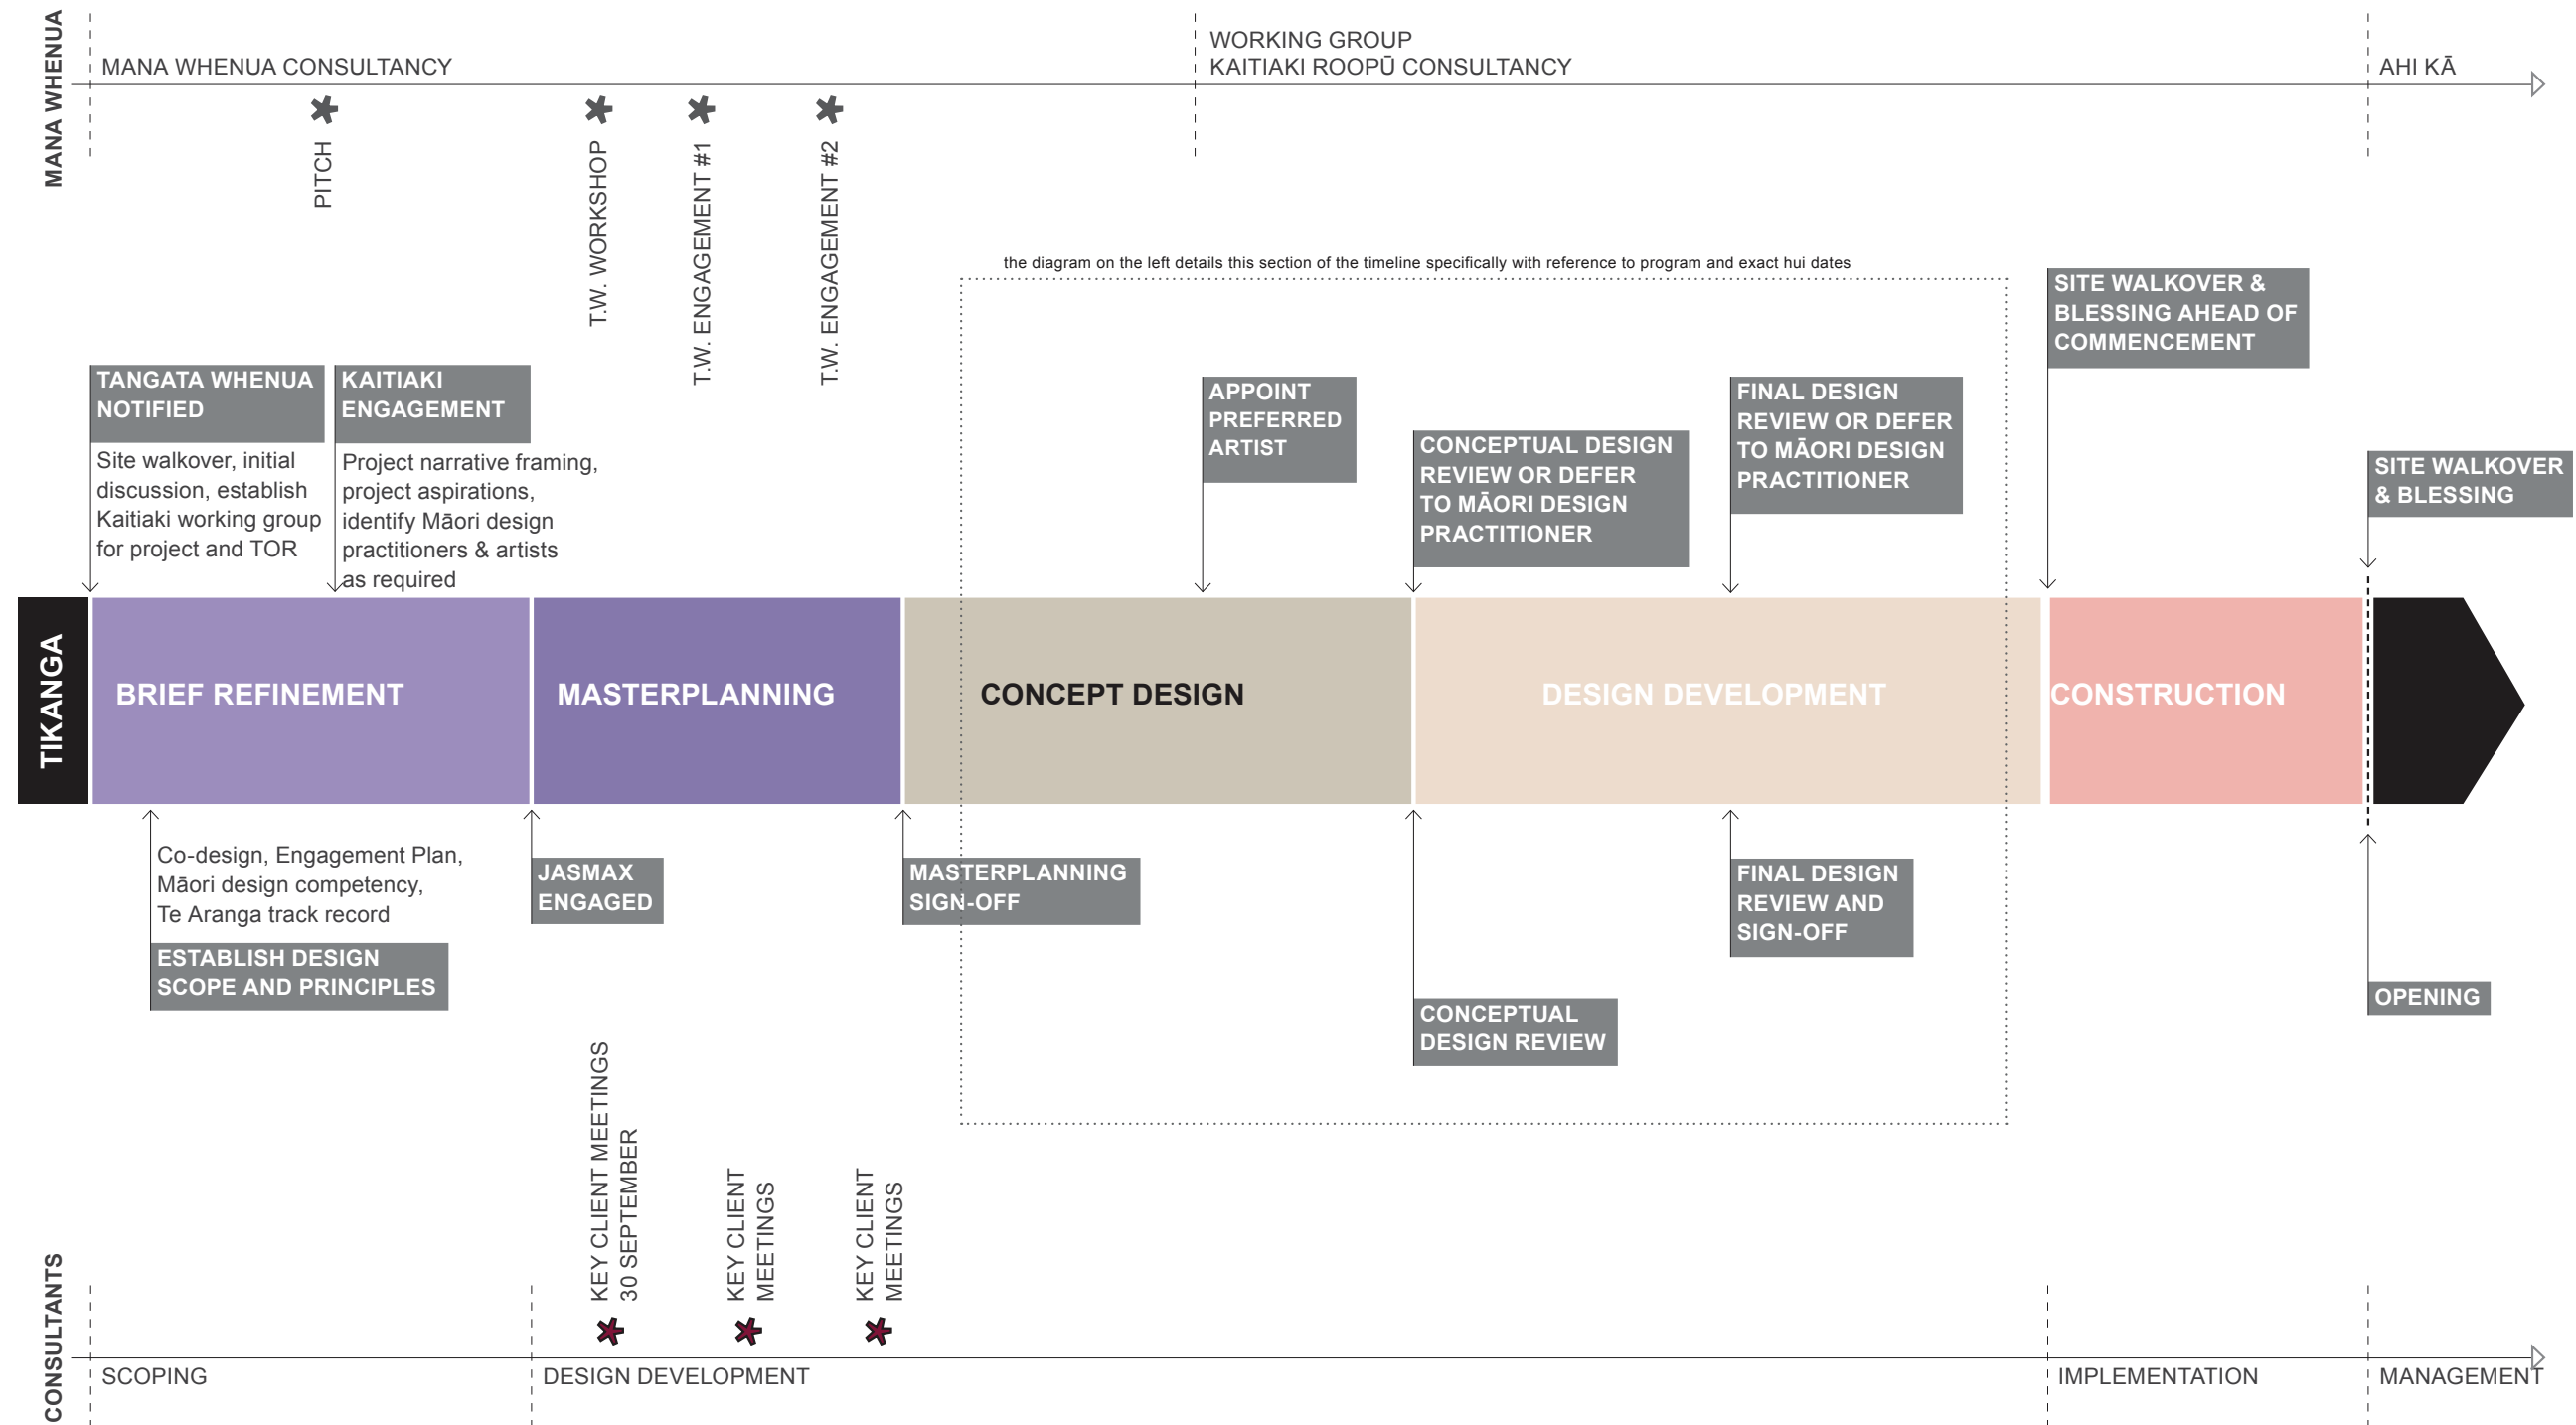 MANA WHENUA
MANA WHENUA CONSULTANCY
WORKING GROUP
KAITIAKI ROOPŪ CONSULTANCY
AHI KĀ
PITCH
T.W. WORKSHOP
T.W. ENGAGEMENT #1
T.W. ENGAGEMENT #2
the diagram on the left details this section of the timeline specifically with reference to program and exact hui dates
TANGATA WHENUA
NOTIFIED
Site walkover, initial
discussion, establish
Kaitiaki working group
for project and TOR
KAITIAKI
ENGAGEMENT
Project narrative framing,
project aspirations,
identify Māori design
practitioners & artists
as required
APPOINT
PREFERRED
ARTIST
CONCEPTUAL DESIGN
REVIEW OR DEFER
TO MĀORI DESIGN
PRACTITIONER
FINAL DESIGN
REVIEW OR DEFER
TO MĀORI DESIGN
PRACTITIONER
SITE WALKOVER &
BLESSING AHEAD OF
COMMENCEMENT
SITE WALKOVER
& BLESSING
TIKANGA
BRIEF REFINEMENT
MASTERPLANNING
CONCEPT DESIGN
DESIGN DEVELOPMENT
CONSTRUCTION
Co-design, Engagement Plan,
Māori design competency,
Te Aranga track record
ESTABLISH DESIGN
SCOPE AND PRINCIPLES
JASMAX
ENGAGED
MASTERPLANNING
SIGN-OFF
CONCEPTUAL
DESIGN REVIEW
FINAL DESIGN
REVIEW AND
SIGN-OFF
OPENING
KEY CLIENT MEETINGS
30 SEPTEMBER
KEY CLIENT
MEETINGS
KEY CLIENT
MEETINGS
CONSULTANTS
SCOPING
DESIGN DEVELOPMENT
IMPLEMENTATION
MANAGEMENT